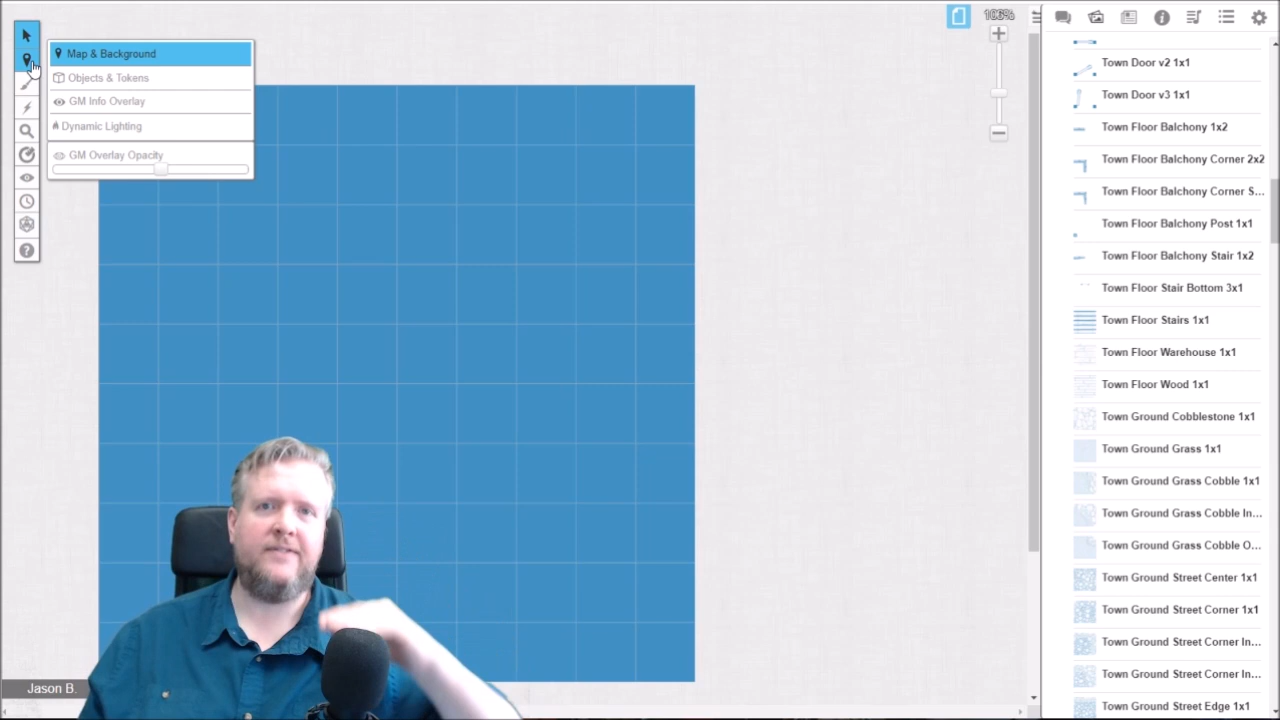 Map & Background
Objects & Tokens
GM Info Overlay
Dynamic Lighting
GM Overlay Opacity
106%
Town Door v2 1x1
Town Door v3 1x1
Town Floor Balchony 1x2
Town Floor Balchony Corner 2x2
Town Floor Balchony Corner S...
Town Floor Balchony Post 1x1
Town Floor Balchony Stair 1x2
Town Floor Stair Bottom 3x1
Town Floor Stairs 1x1
Town Floor Warehouse 1x1
Town Floor Wood 1x1
Town Ground Cobblestone 1x1
Town Ground Grass 1x1
Town Ground Grass Cobble 1x1
Town Ground Grass Cobble In...
Town Ground Grass Cobble O...
Town Ground Street Center 1x1
Town Ground Street Corner 1x1
Town Ground Street Corner In...
Town Ground Street Corner In...
Town Ground Street Edge 1x1
Jason B.